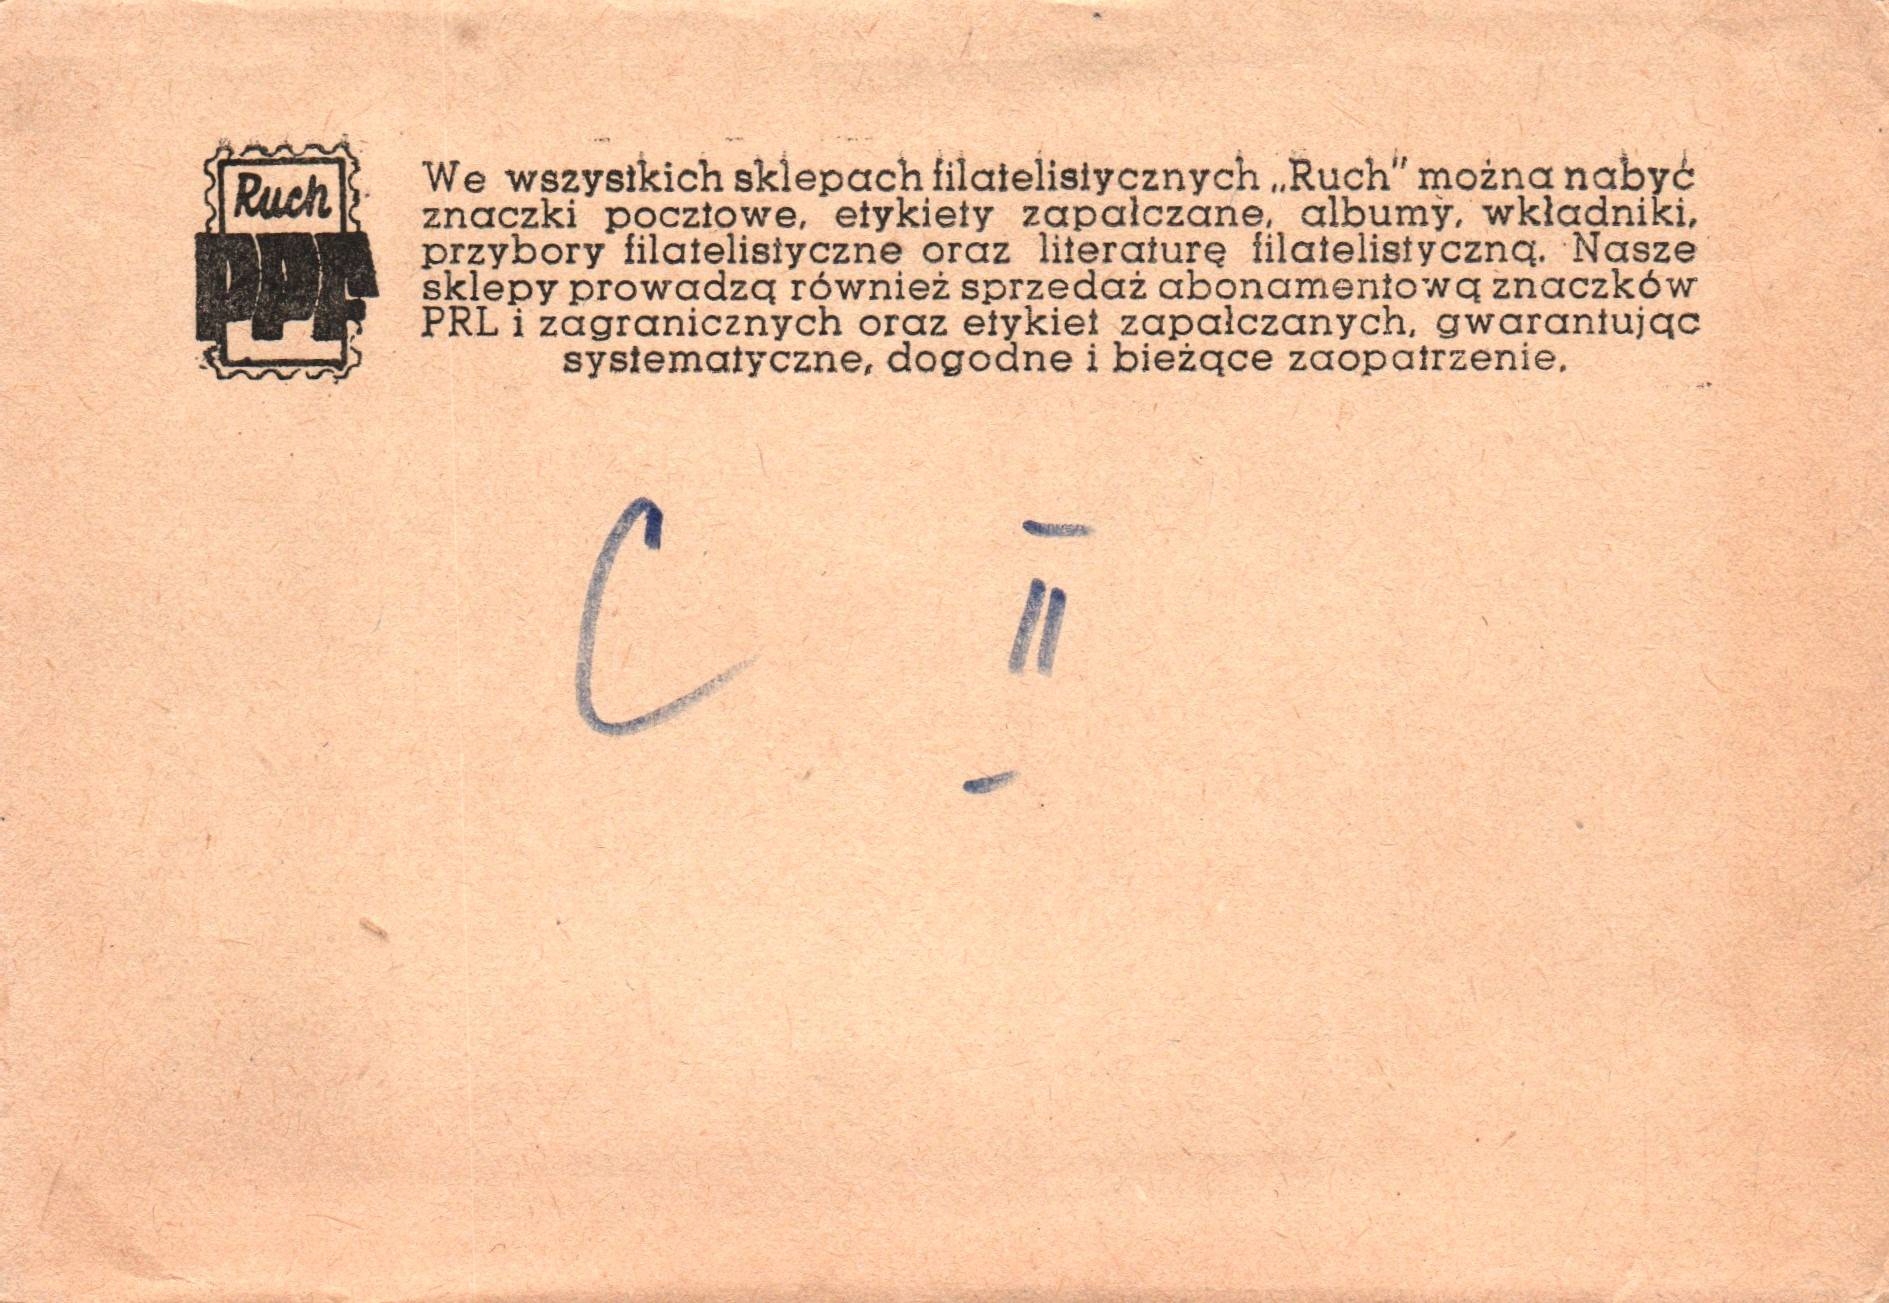 Ruch
PPF
We wszystkich sklepach filatelistycznych „Ruch” można nabyć
znaczki pocztowe, etykiety zapałczane, albumy, wkładniki,
przybory filatelistyczne oraz literaturę filatelistyczną. Nasze
sklepy prowadzą również sprzedaż abonamentową znaczków
PRL i zagranicznych oraz etykiet zapałczanych, gwarantując
systematyczne, dogodne i bieżące zaopatrzenie.
C II